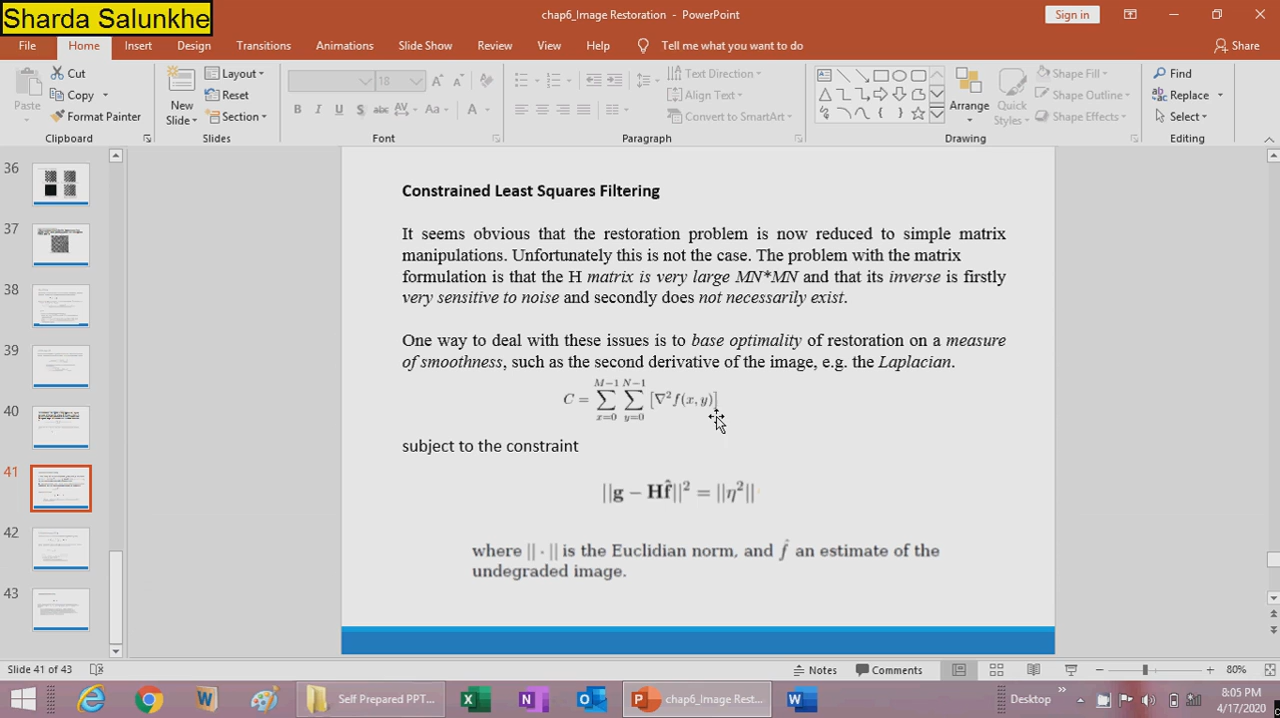 Sharda Salunkhe
chap6_Image Restoration - PowerPoint
Sign in
File Home Insert Design Transitions Animations Slide Show Review View Help Tell me what you want to do Share
Paste
Cut
Copy
Format Painter
Clipboard
New Slide
Layout
Reset
Section
Slides
18
B I U S abc AV Aa A
Font
Text Direction
Align Text
Convert to SmartArt
Paragraph
Arrange
Quick Styles
Shape Fill
Shape Outline
Shape Effects
Drawing
Find
Replace
Select
Editing
36
37
38
39
40
41
42
43
Constrained Least Squares Filtering
It seems obvious that the restoration problem is now reduced to simple matrix
manipulations. Unfortunately this is not the case. The problem with the matrix
formulation is that the H matrix is very large MN*MN and that its inverse is firstly
very sensitive to noise and secondly does not necessarily exist.
One way to deal with these issues is to base optimality of restoration on a measure
of smoothness, such as the second derivative of the image, e.g. the Laplacian.
C = ∑_{x=0}^{M−1} ∑_{y=0}^{N−1} [∇²f(x, y)]
subject to the constraint
||g − Hf̂||² = ||η²||
where || · || is the Euclidian norm, and f̂ an estimate of the
undegraded image.
Slide 41 of 43
Notes
Comments
80%
Self Prepared PPT...
chap6_Image Rest...
Desktop
8:05 PM
4/17/2020